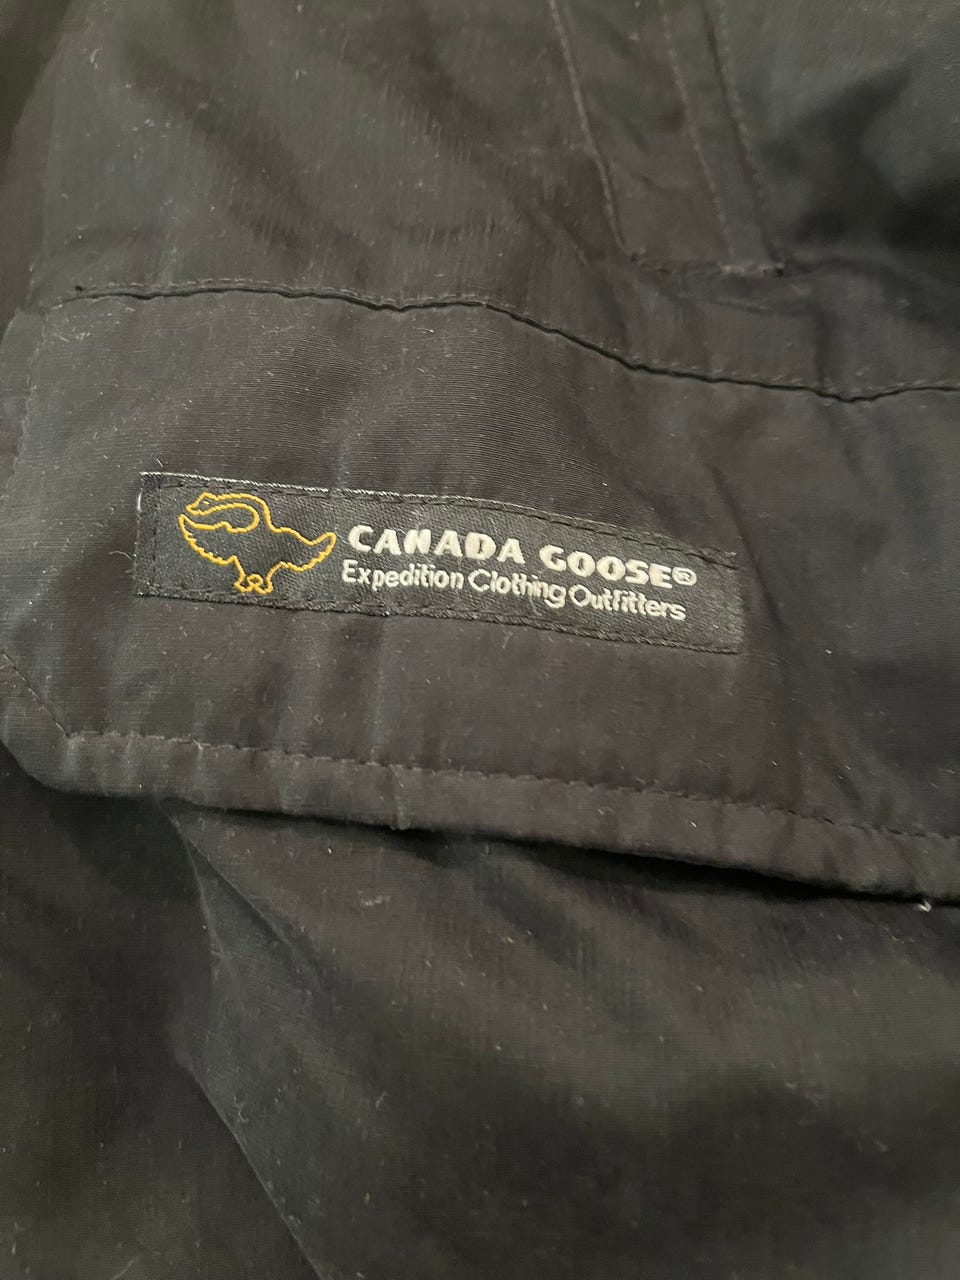 CANADA GOOSE®
Expedition Clothing Outfitters